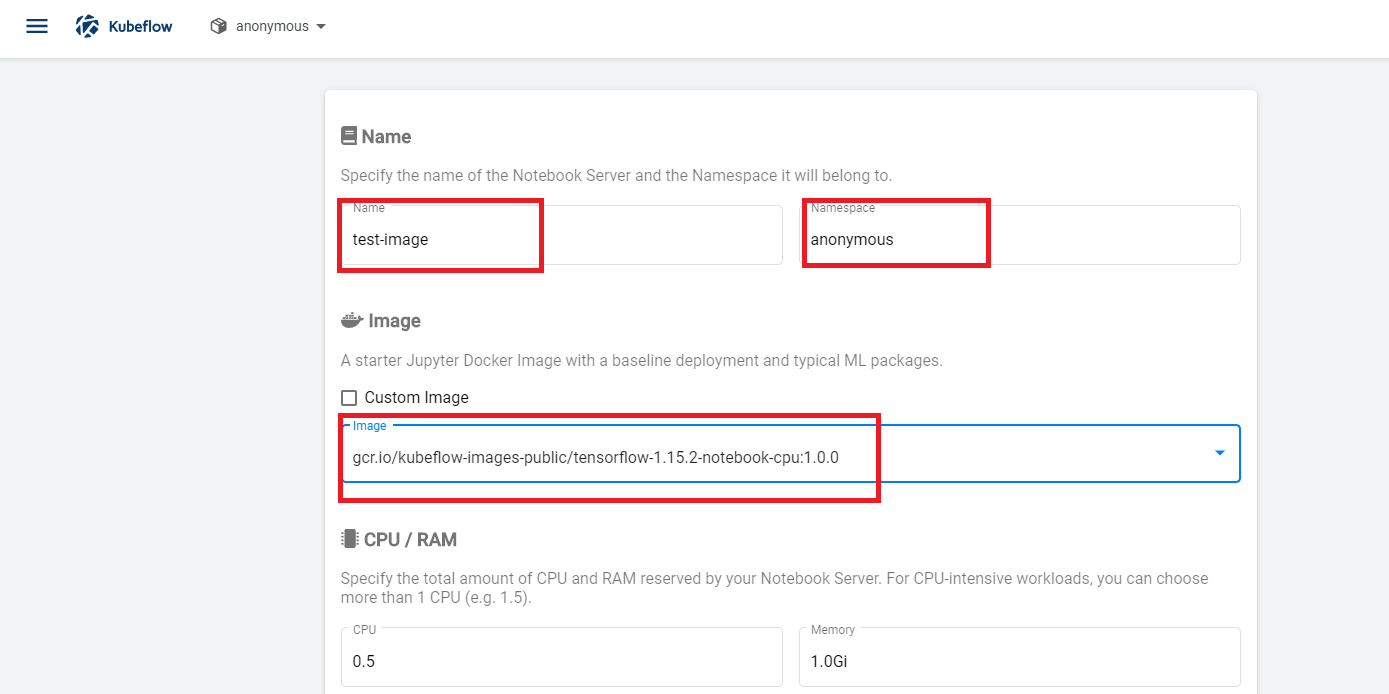 Kubeflow
anonymous
Name
Specify the name of the Notebook Server and the Namespace it will belong to.
Name
test-image
Namespace
anonymous
Image
A starter Jupyter Docker Image with a baseline deployment and typical ML packages.
Custom Image
Image
gcr.io/kubeflow-images-public/tensorflow-1.15.2-notebook-cpu:1.0.0
CPU / RAM
Specify the total amount of CPU and RAM reserved by your Notebook Server. For CPU-intensive workloads, you can choose
more than 1 CPU (e.g. 1.5).
CPU
0.5
Memory
1.0Gi